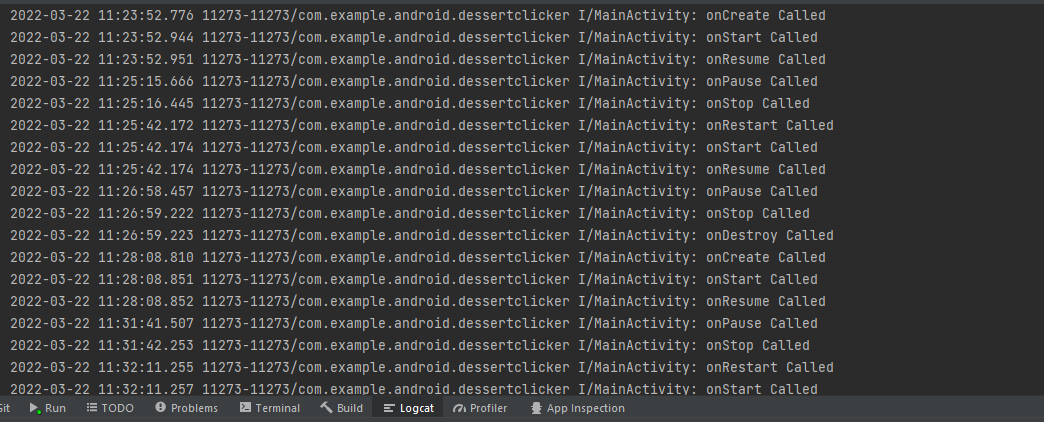 2022-03-22 11:23:52.776 11273-11273/com.example.android.dessertclicker I/MainActivity: onCreate Called
2022-03-22 11:23:52.944 11273-11273/com.example.android.dessertclicker I/MainActivity: onStart Called
2022-03-22 11:23:52.951 11273-11273/com.example.android.dessertclicker I/MainActivity: onResume Called
2022-03-22 11:25:15.666 11273-11273/com.example.android.dessertclicker I/MainActivity: onPause Called
2022-03-22 11:25:16.445 11273-11273/com.example.android.dessertclicker I/MainActivity: onStop Called
2022-03-22 11:25:42.172 11273-11273/com.example.android.dessertclicker I/MainActivity: onRestart Called
2022-03-22 11:25:42.174 11273-11273/com.example.android.dessertclicker I/MainActivity: onStart Called
2022-03-22 11:25:42.174 11273-11273/com.example.android.dessertclicker I/MainActivity: onResume Called
2022-03-22 11:26:58.457 11273-11273/com.example.android.dessertclicker I/MainActivity: onPause Called
2022-03-22 11:26:59.222 11273-11273/com.example.android.dessertclicker I/MainActivity: onStop Called
2022-03-22 11:26:59.223 11273-11273/com.example.android.dessertclicker I/MainActivity: onDestroy Called
2022-03-22 11:28:08.810 11273-11273/com.example.android.dessertclicker I/MainActivity: onCreate Called
2022-03-22 11:28:08.851 11273-11273/com.example.android.dessertclicker I/MainActivity: onStart Called
2022-03-22 11:28:08.852 11273-11273/com.example.android.dessertclicker I/MainActivity: onResume Called
2022-03-22 11:31:41.507 11273-11273/com.example.android.dessertclicker I/MainActivity: onPause Called
2022-03-22 11:31:42.253 11273-11273/com.example.android.dessertclicker I/MainActivity: onStop Called
2022-03-22 11:32:11.255 11273-11273/com.example.android.dessertclicker I/MainActivity: onRestart Called
2022-03-22 11:32:11.257 11273-11273/com.example.android.dessertclicker I/MainActivity: onStart Called
Git Run TODO Problems Terminal Build Logcat Profiler App Inspection